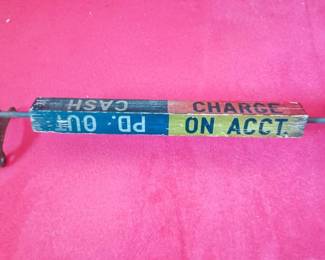 CHARGE
ON ACCT.
PD. OUT
CASH